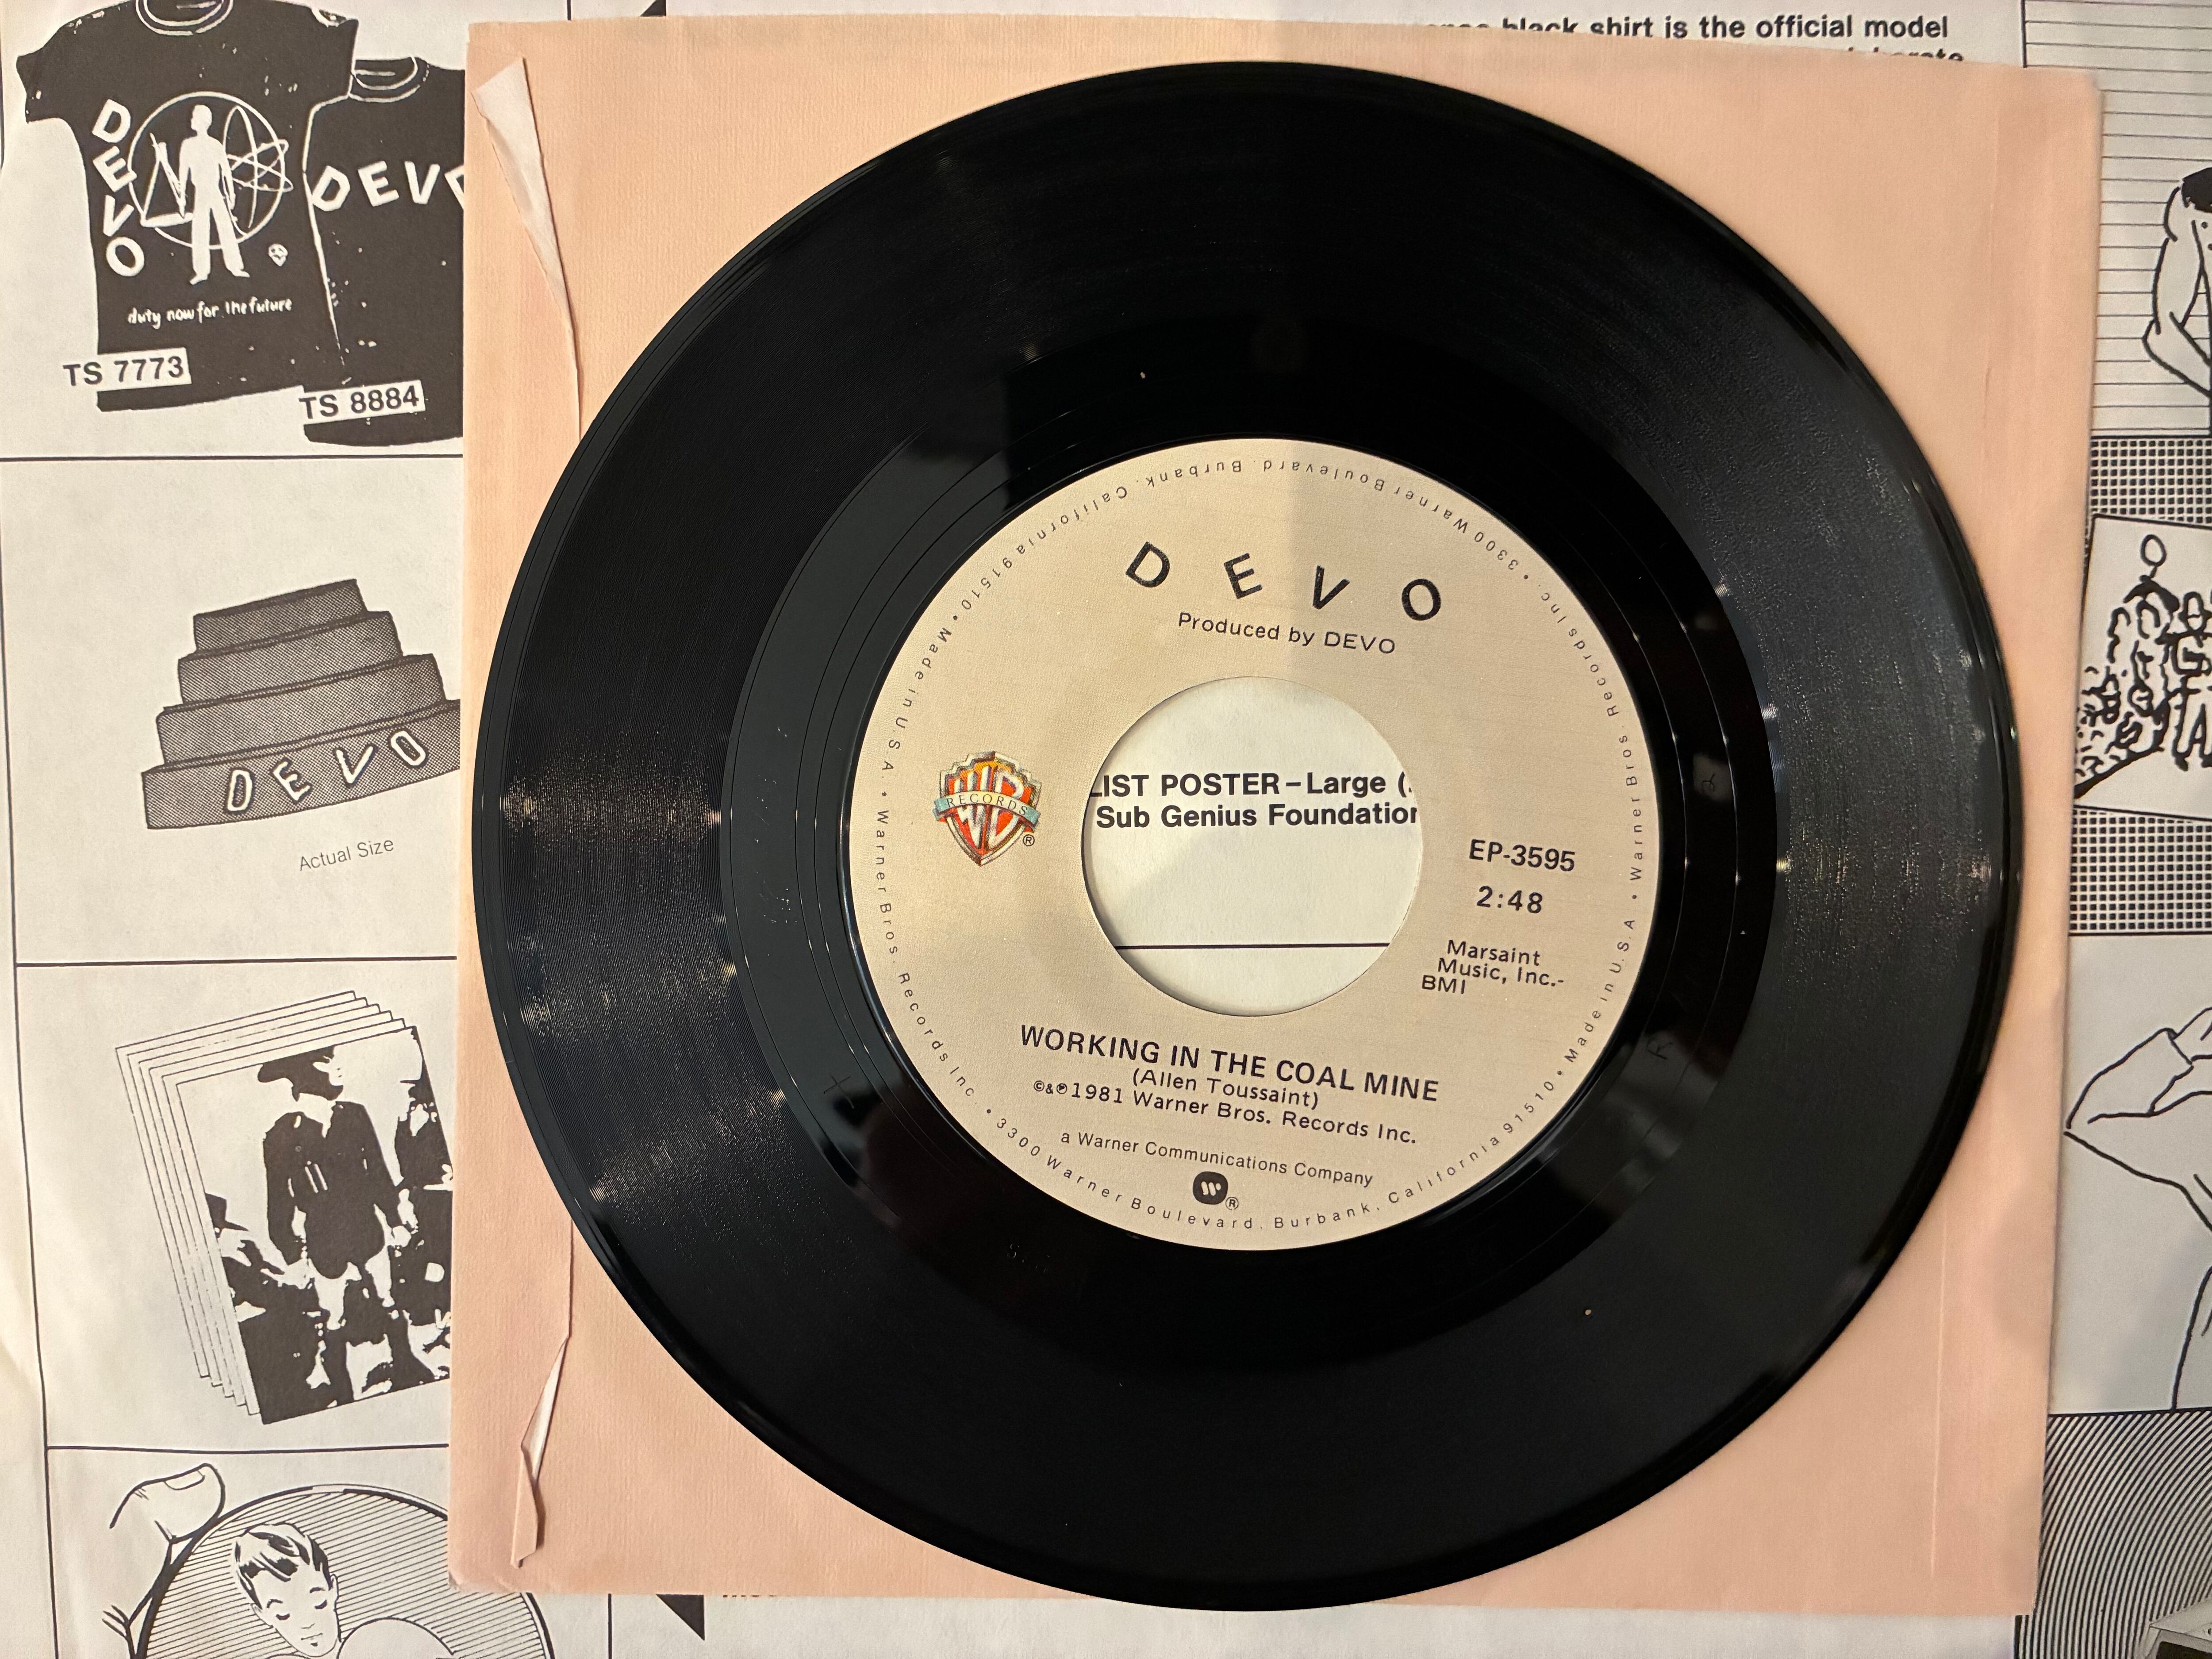 black shirt is the official model
DEVO
duty now for the future
TS 7773
DEV
TS 8884
DEVO
Actual Size
DEVO
Produced by DEVO
RECORDS
®
LIST POSTER–Large (
Sub Genius Foundation
EP-3595
2:48
Marsaint
Music, Inc.-
BMI
WORKING IN THE COAL MINE
(Allen Toussaint)
©&℗1981 Warner Bros. Records Inc.
a Warner Communications Company
®
Warner Bros. Records Inc. • 3300 Warner Boulevard, Burbank, California 91510 • Made in U.S.A. • Warner Bros. Records Inc. • 3300 Warner Boulevard, Burbank, California 91510 • Made in U.S.A. •